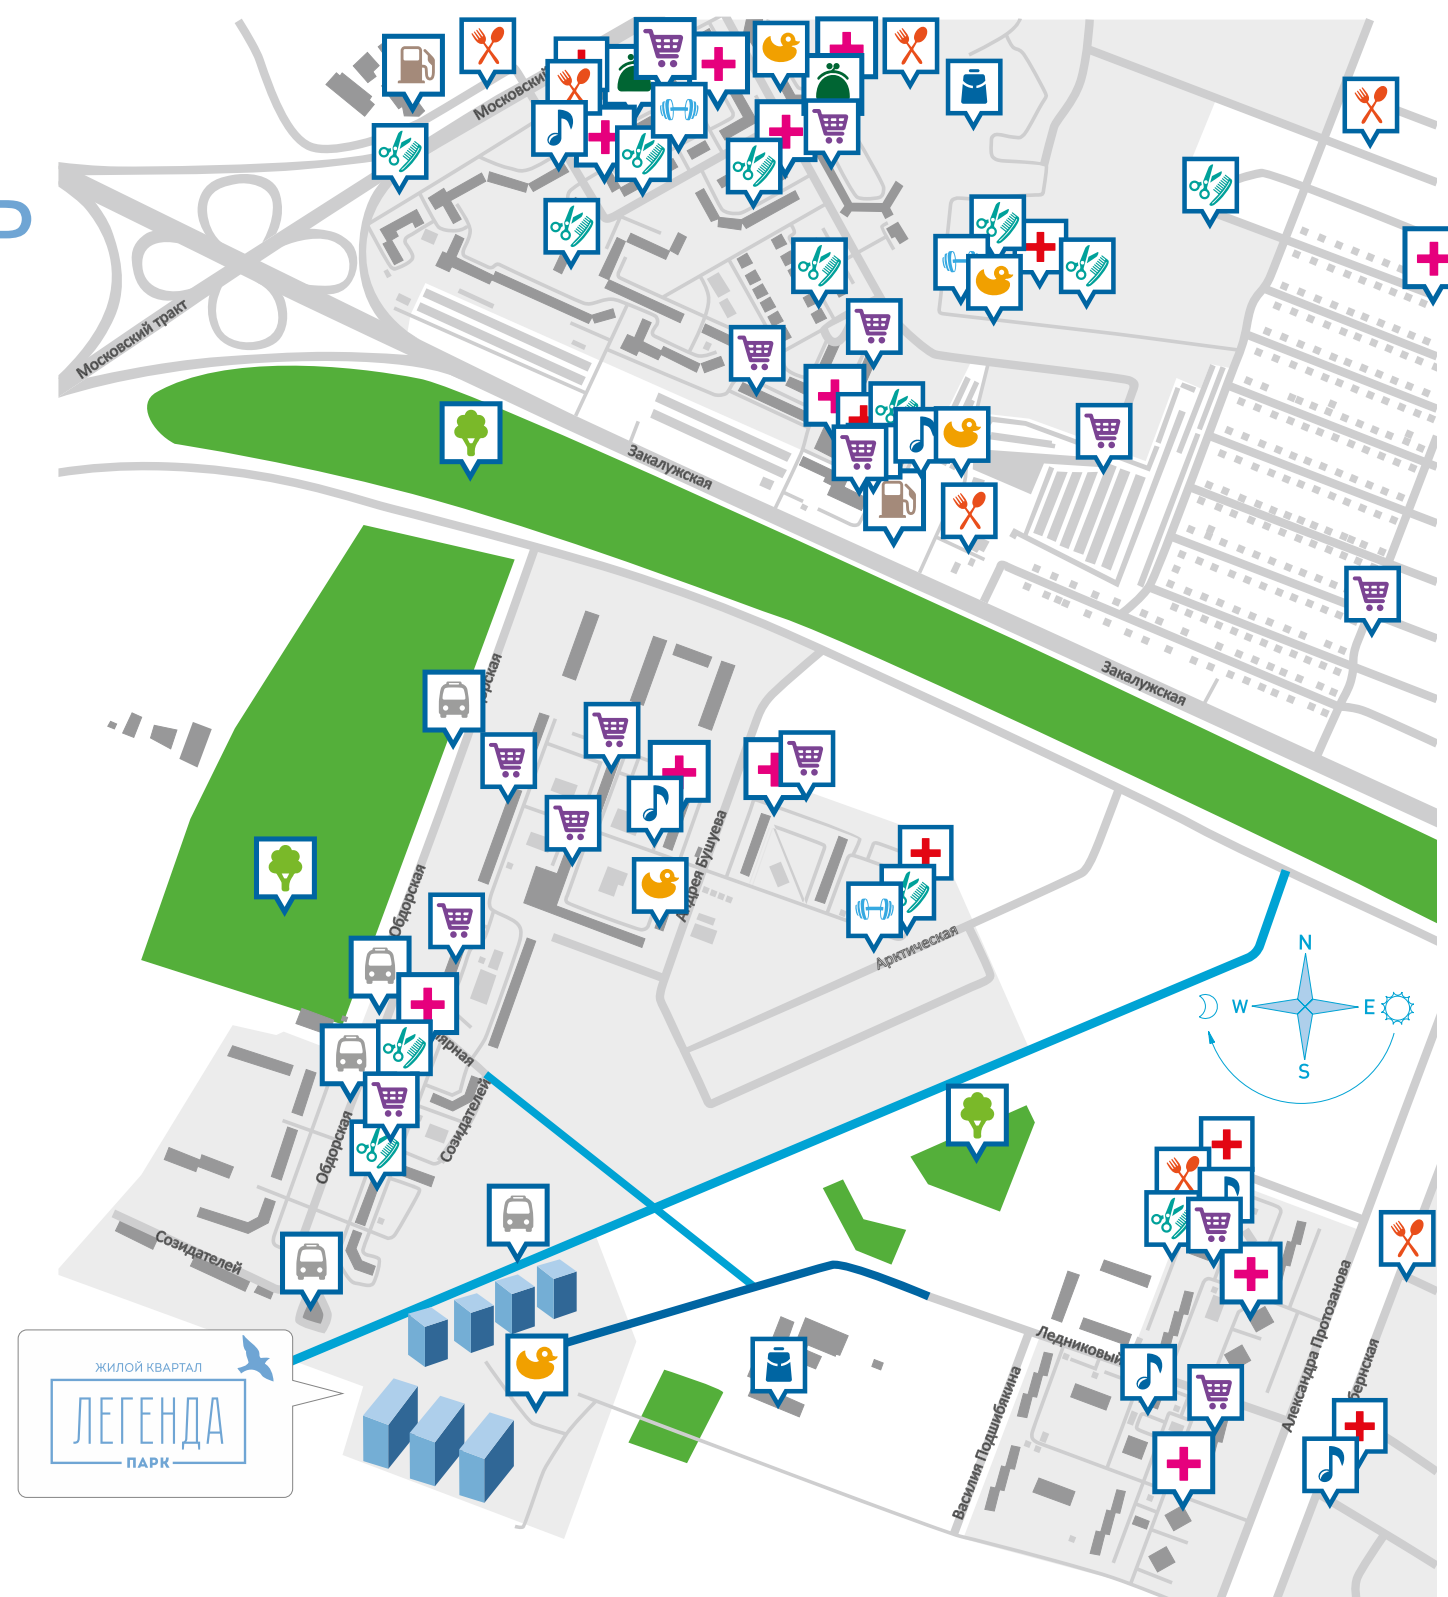 Московский
Московский тракт
Закалужская
Закалужская
Обдорская
Андрея Бушуева
Арктическая
N
W
E
S
Обдорская
Созидателей
Созидателей
Ледниковый
Александра Протозанова
Василия Подшибякина
ЖИЛОЙ КВАРТАЛ
ЛЕГЕНДА
ПАРК